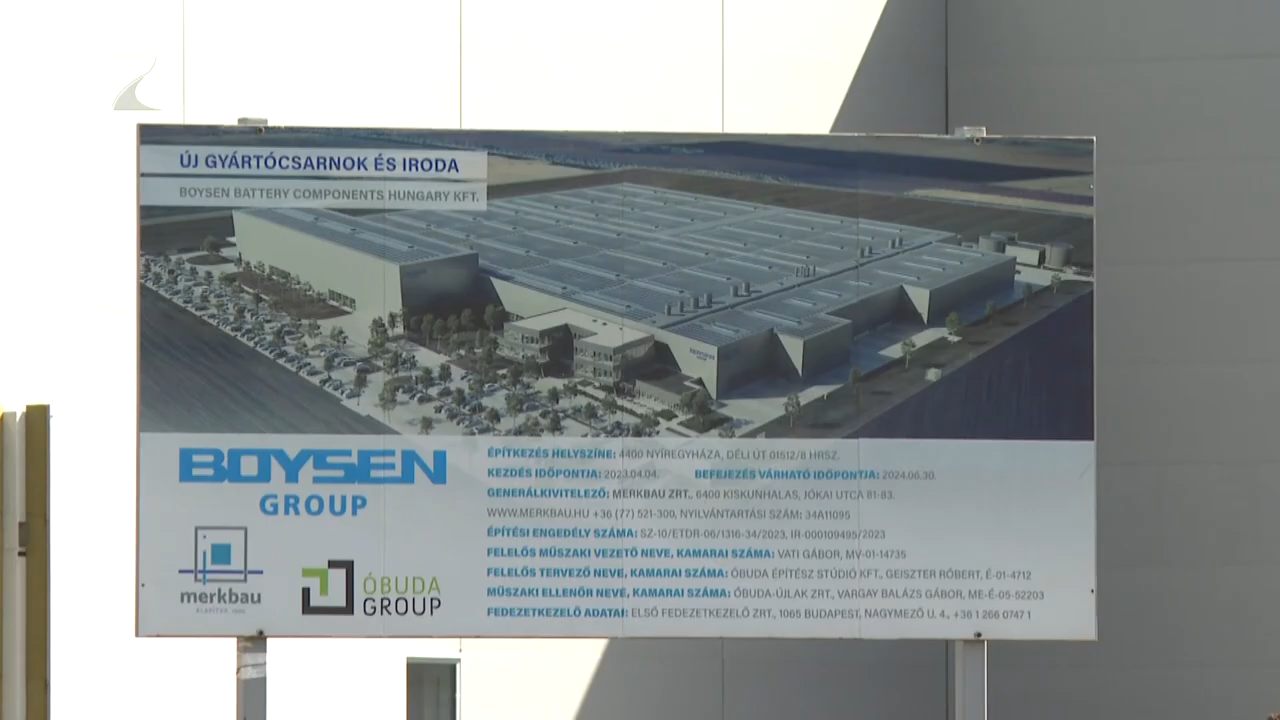 ÚJ GYÁRTÓCSARNOK ÉS IRODA
BOYSEN BATTERY COMPONENTS HUNGARY KFT.
BOYSEN
GROUP
merkbau
ÓBUDA
GROUP
ÉPÍTKEZÉS HELYSZÍNE: 4400 NYÍREGYHÁZA, DÉLI ÚT 01512/8 HRSZ.
KEZDÉS IDŐPONTJA: 2023.04.04. BEFEJEZÉS VÁRHATÓ IDŐPONTJA: 2024.06.30.
GENERÁLKIVITELEZŐ: MERKBAU ZRT., 6400 KISKUNHALAS, JÓKAI UTCA 81-83.
WWW.MERKBAU.HU +36 (77) 521-300, NYILVÁNTARTÁSI SZÁM: 34A11095
ÉPÍTÉSI ENGEDÉLY SZÁMA: SZ-10/ETDR-06/1316-34/2023, IR-000109495/2023
FELELŐS MŰSZAKI VEZETŐ NEVE, KAMARAI SZÁMA: VATI GÁBOR, MV-01-14735
FELELŐS TERVEZŐ NEVE, KAMARAI SZÁMA: ÓBUDA ÉPÍTÉSZ STÚDIÓ KFT., GEISZTER RÓBERT, É-01-4712
MŰSZAKI ELLENŐR NEVE, KAMARAI SZÁMA: ÓBUDA-ÚJLAK ZRT., VARGAY BALÁZS GÁBOR, ME-É-05-52203
FEDEZETKEZELŐ ADATAI: ELSŐ FEDEZETKEZELŐ ZRT., 1065 BUDAPEST, NAGYMEZŐ U. 4., +36 1 266 0747 1